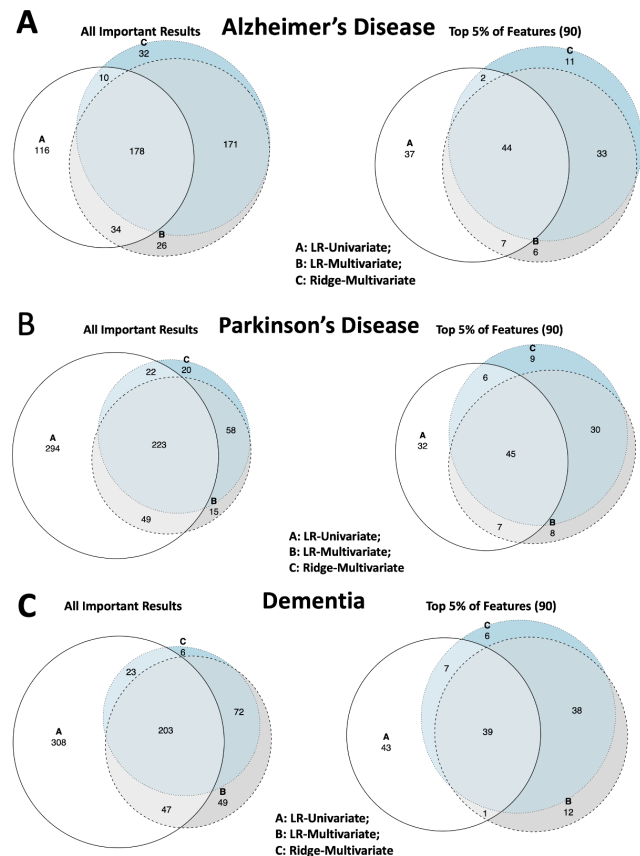 A
All Important Results
Alzheimer's Disease
Top 5% of Features (90)
C
32
10
A
116
178
171
34
B
26
C
11
2
A
37
44
33
7
B
6
A: LR-Univariate;
B: LR-Multivariate;
C: Ridge-Multivariate
B
All Important Results
Parkinson's Disease
Top 5% of Features (90)
C
20
22
A
294
223
58
49
B
15
C
9
6
A
32
45
30
7
B
8
A: LR-Univariate;
B: LR-Multivariate;
C: Ridge-Multivariate
C
All Important Results
Dementia
Top 5% of Features (90)
C
6
23
A
308
203
72
47
B
49
C
6
7
A
43
39
38
1
B
12
A: LR-Univariate;
B: LR-Multivariate;
C: Ridge-Multivariate